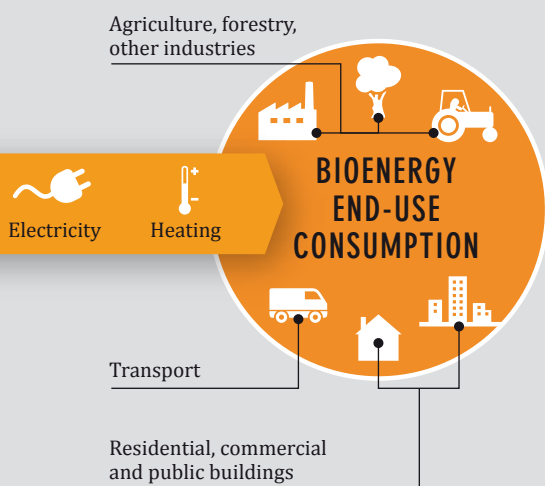 Agriculture, forestry,
other industries
BIOENERGY
END-USE
CONSUMPTION
+
-
Electricity
Heating
Transport
Residential, commercial
and public buildings